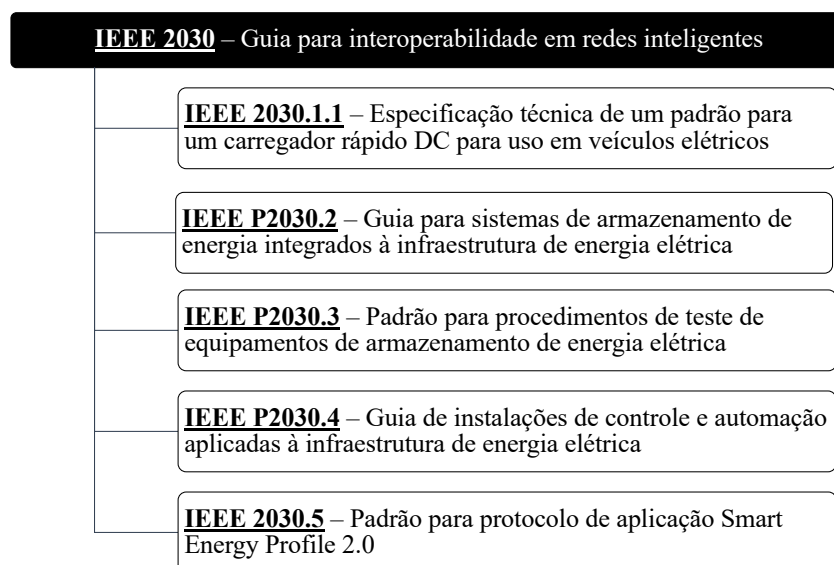 IEEE 2030 – Guia para interoperabilidade em redes inteligentes
IEEE 2030.1.1 – Especificação técnica de um padrão para
um carregador rápido DC para uso em veículos elétricos
IEEE P2030.2 – Guia para sistemas de armazenamento de
energia integrados à infraestrutura de energia elétrica
IEEE P2030.3 – Padrão para procedimentos de teste de
equipamentos de armazenamento de energia elétrica
IEEE P2030.4 – Guia de instalações de controle e automação
aplicadas à infraestrutura de energia elétrica
IEEE 2030.5 – Padrão para protocolo de aplicação Smart
Energy Profile 2.0